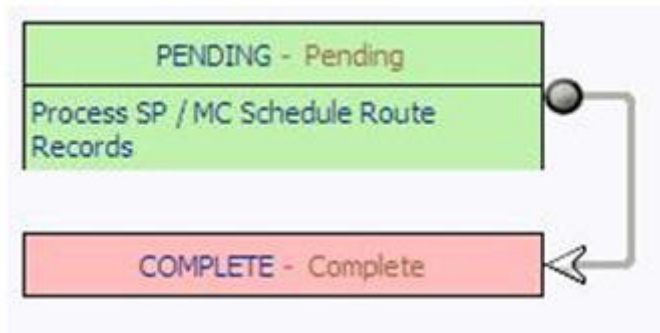 PENDING - Pending
Process SP / MC Schedule Route
Records
COMPLETE - Complete